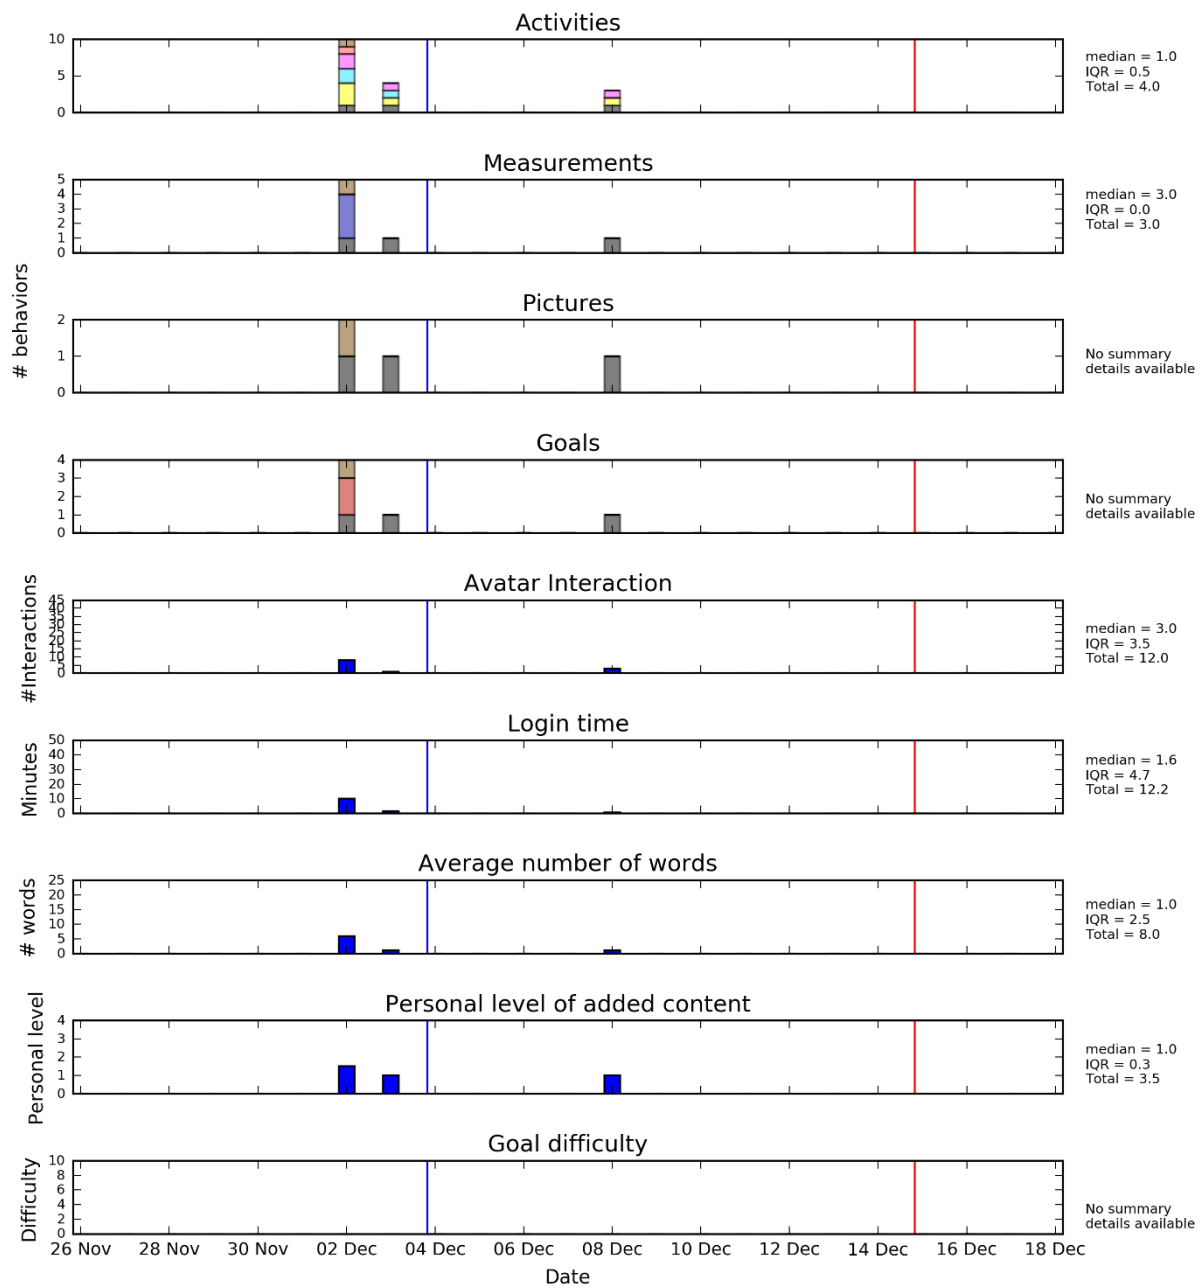 Activities
10
5
0
median = 1.0
IQR = 0.5
Total = 4.0
Measurements
5
4
3
2
1
0
median = 3.0
IQR = 0.0
Total = 3.0
# behaviors
Pictures
2
1
0
No summary
details available
Goals
4
3
2
1
0
No summary
details available
Avatar Interaction
#Interactions
45
40
35
30
25
20
15
10
5
0
median = 3.0
IQR = 3.5
Total = 12.0
Login time
Minutes
50
40
30
20
10
0
median = 1.6
IQR = 4.7
Total = 12.2
Average number of words
# words
25
20
15
10
5
0
median = 1.0
IQR = 2.5
Total = 8.0
Personal level of added content
Personal level
4
3
2
1
0
median = 1.0
IQR = 0.3
Total = 3.5
Goal difficulty
Difficulty
10
8
6
4
2
0
No summary
details available
26 Nov 28 Nov 30 Nov 02 Dec 04 Dec 06 Dec 08 Dec 10 Dec 12 Dec 14 Dec 16 Dec 18 Dec
Date